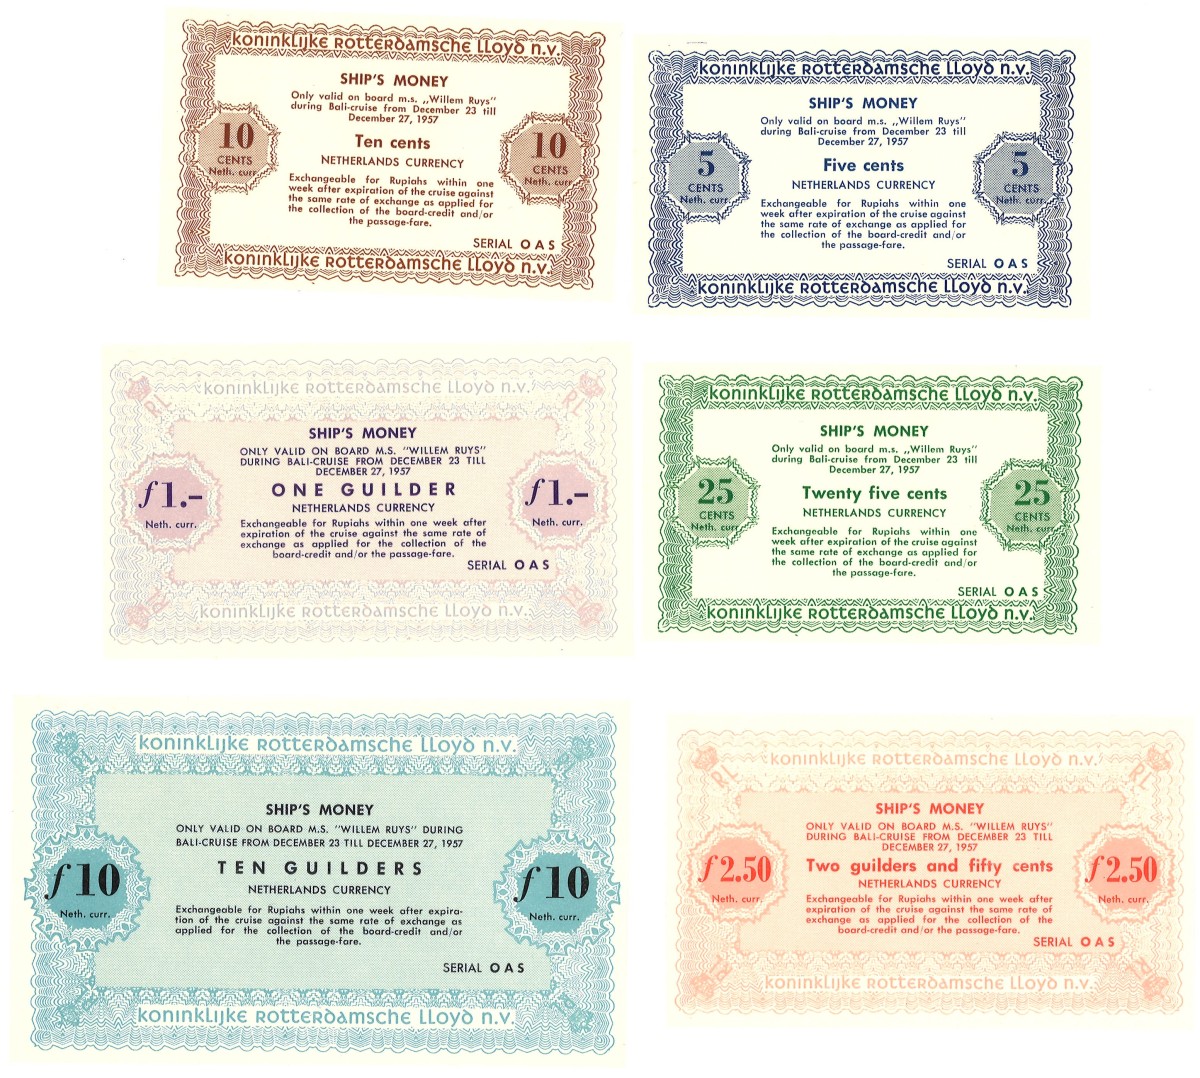 koninklijke rotterdamsche lloyd n.v.
SHIP'S MONEY
Only valid on board m.s. „Willem Ruys"
during Bali-cruise from December 23 till
December 27, 1957
10
CENTS
Neth. curr.
Ten cents
NETHERLANDS CURRENCY
10
CENTS
Neth. curr.
Exchangeable for Rupiahs within one
week after expiration of the cruise against
the same rate of exchange as applied for
the collection of the board-credit and/or
the passage-fare.
SERIAL OAS
koninklijke rotterdamsche lloyd n.v.
koninklijke rotterdamsche lloyd n.v.
SHIP'S MONEY
Only valid on board m.s. „Willem Ruys"
during Bali-cruise from December 23 till
December 27, 1957
5
CENTS
Neth. curr.
Five cents
NETHERLANDS CURRENCY
5
CENTS
Neth. curr.
Exchangeable for Rupiahs within one
week after expiration of the cruise against
the same rate of exchange as applied for
the collection of the board-credit and/or
the passage-fare.
SERIAL OAS
koninklijke rotterdamsche lloyd n.v.
RL
koninklijke rotterdamsche lloyd n.v.
RL
SHIP'S MONEY
ONLY VALID ON BOARD M.S. "WILLEM RUYS"
DURING BALI-CRUISE FROM DECEMBER 23 TILL
DECEMBER 27, 1957
f1.-
Neth. curr.
ONE GUILDER
NETHERLANDS CURRENCY
f1.-
Neth. curr.
Exchangeable for Rupiahs within one week after
expiration of the cruise against the same rate of
exchange as applied for the collection of the
board-credit and/or the passage-fare.
SERIAL OAS
RL
koninklijke rotterdamsche lloyd n.v.
RL
koninklijke rotterdamsche lloyd n.v.
SHIP'S MONEY
Only valid on board m.s. „Willem Ruys"
during Bali-cruise from December 23 till
December 27, 1957
25
CENTS
Neth. curr.
Twenty five cents
NETHERLANDS CURRENCY
25
CENTS
Neth. curr.
Exchangeable for Rupiahs within one
week after expiration of the cruise against
the same rate of exchange as applied for
the collection of the board-credit and/or
the passage-fare.
SERIAL OAS
koninklijke rotterdamsche lloyd n.v.
RL
koninklijke rotterdamsche lloyd n.v.
RL
SHIP'S MONEY
ONLY VALID ON BOARD M.S. "WILLEM RUYS" DURING
BALI-CRUISE FROM DECEMBER 23 TILL DECEMBER 27, 1957
f10
Neth. curr.
TEN GUILDERS
NETHERLANDS CURRENCY
f10
Neth. curr.
Exchangeable for Rupiahs within one week after expira-
tion of the cruise against the same rate of exchange as
applied for the collection of the board-credit and/or
the passage-fare.
SERIAL OAS
RL
koninklijke rotterdamsche lloyd n.v.
RL
RL
koninklijke rotterdamsche lloyd n.v.
RL
SHIP'S MONEY
ONLY VALID ON BOARD M.S. "WILLEM RUYS"
DURING BALI-CRUISE FROM DECEMBER 23 TILL
DECEMBER 27, 1957
f2.50
Neth. curr.
Two guilders and fifty cents
NETHERLANDS CURRENCY
f2.50
Neth. curr.
Exchangeable for Rupiahs within one week after
expiration of the cruise against the same rate of
exchange as applied for the collection of the
board-credit and/or the passage-fare.
SERIAL OAS
RL
koninklijke rotterdamsche lloyd n.v.
RL